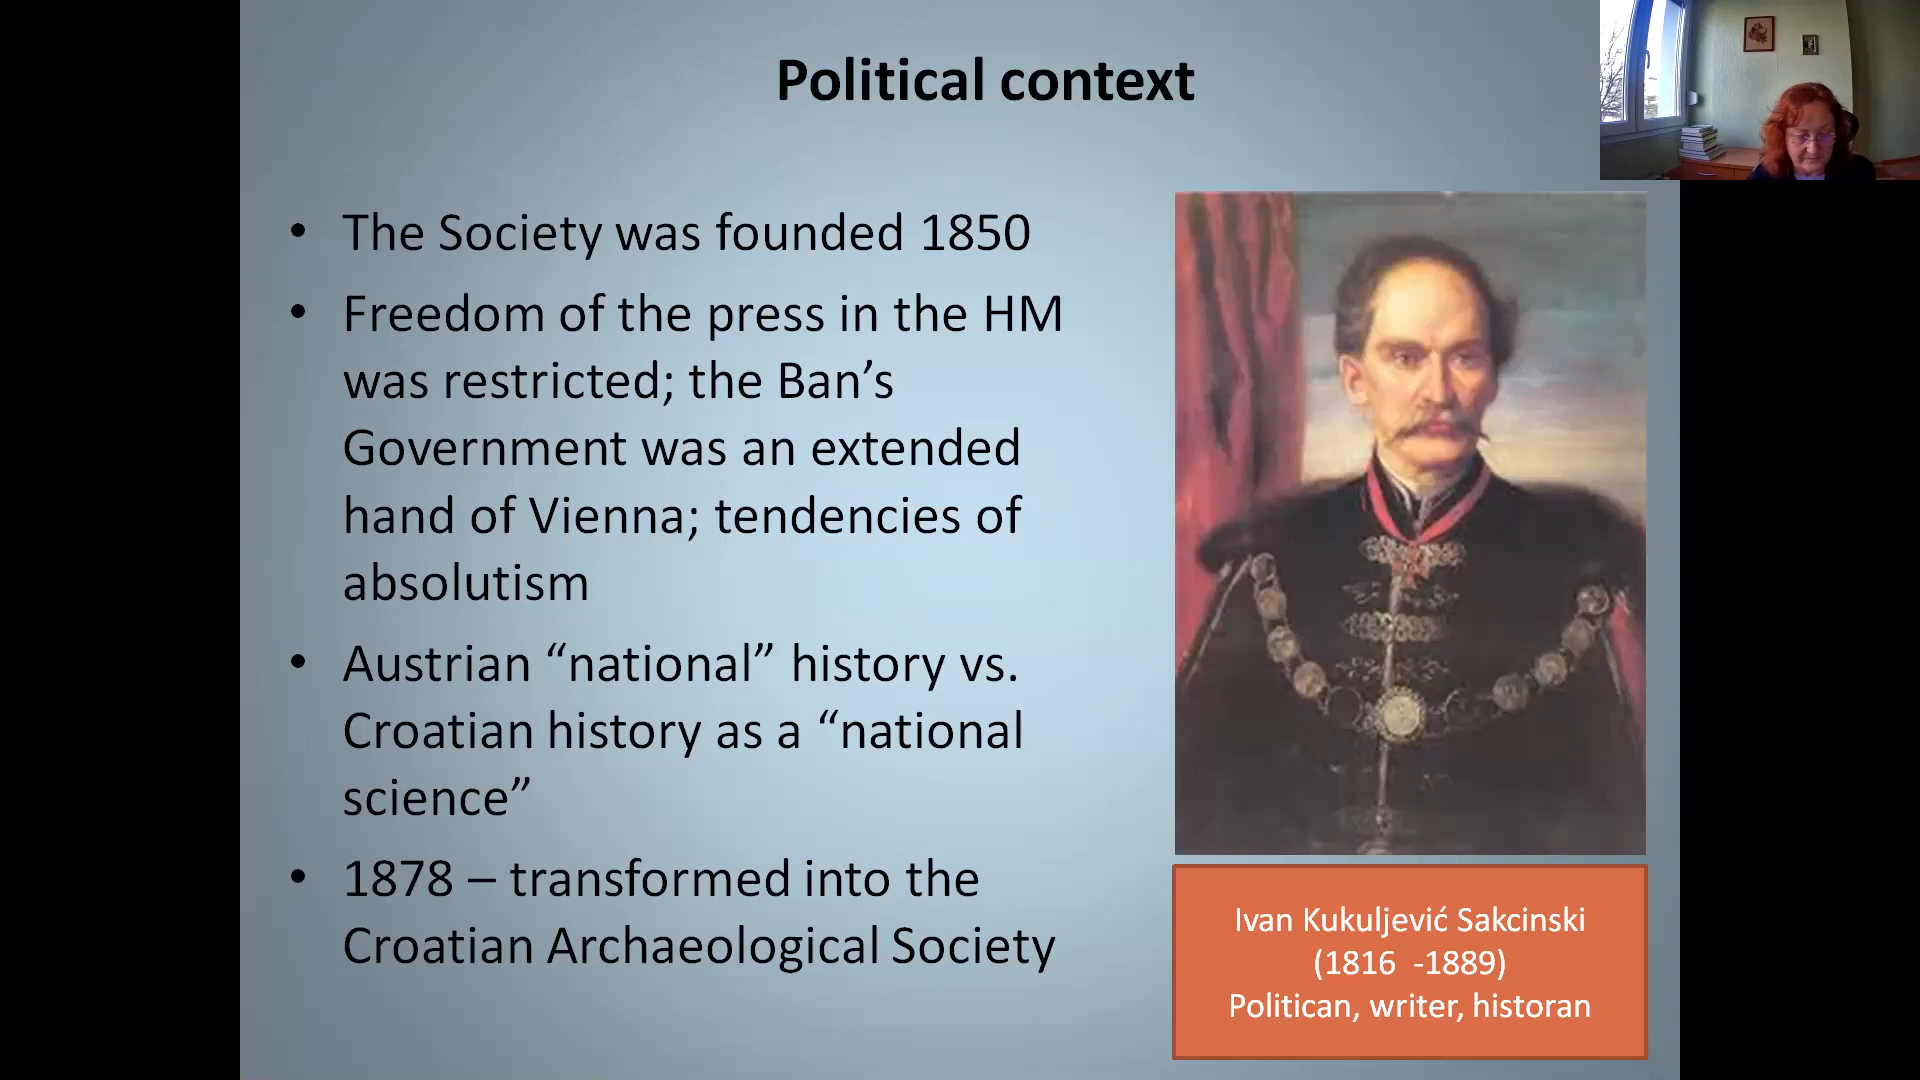 Political context
• The Society was founded 1850
• Freedom of the press in the HM
was restricted; the Ban’s
Government was an extended
hand of Vienna; tendencies of
absolutism
• Austrian “national” history vs.
Croatian history as a “national
science”
• 1878 – transformed into the
Croatian Archaeological Society
Ivan Kukuljević Sakcinski
(1816 -1889)
Politican, writer, historan